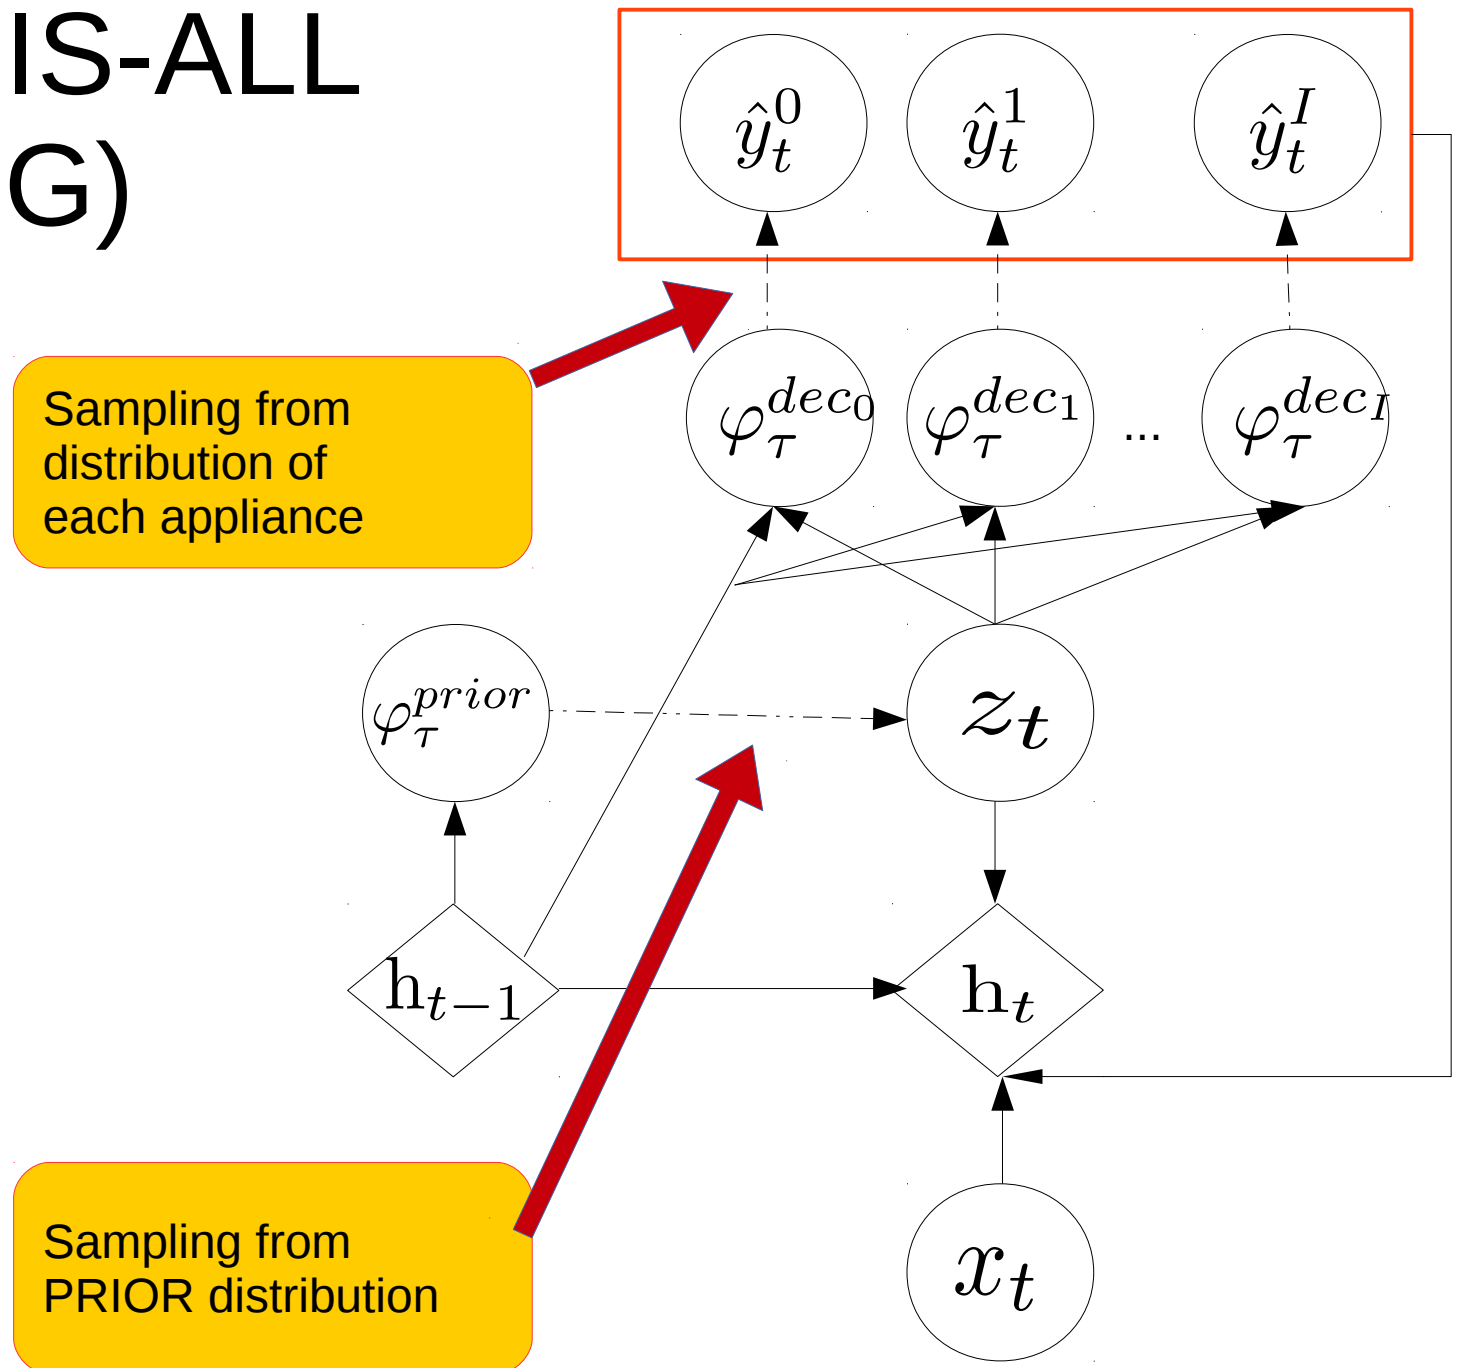 IS-ALL
G)
ŷ_t^0 ŷ_t^1 ŷ_t^I
Sampling from
distribution of
each appliance
φ_τ^{dec_0} φ_τ^{dec_1} ... φ_τ^{dec_I}
φ_τ^{prior} z_t
h_{t-1} h_t
Sampling from
PRIOR distribution
x_t